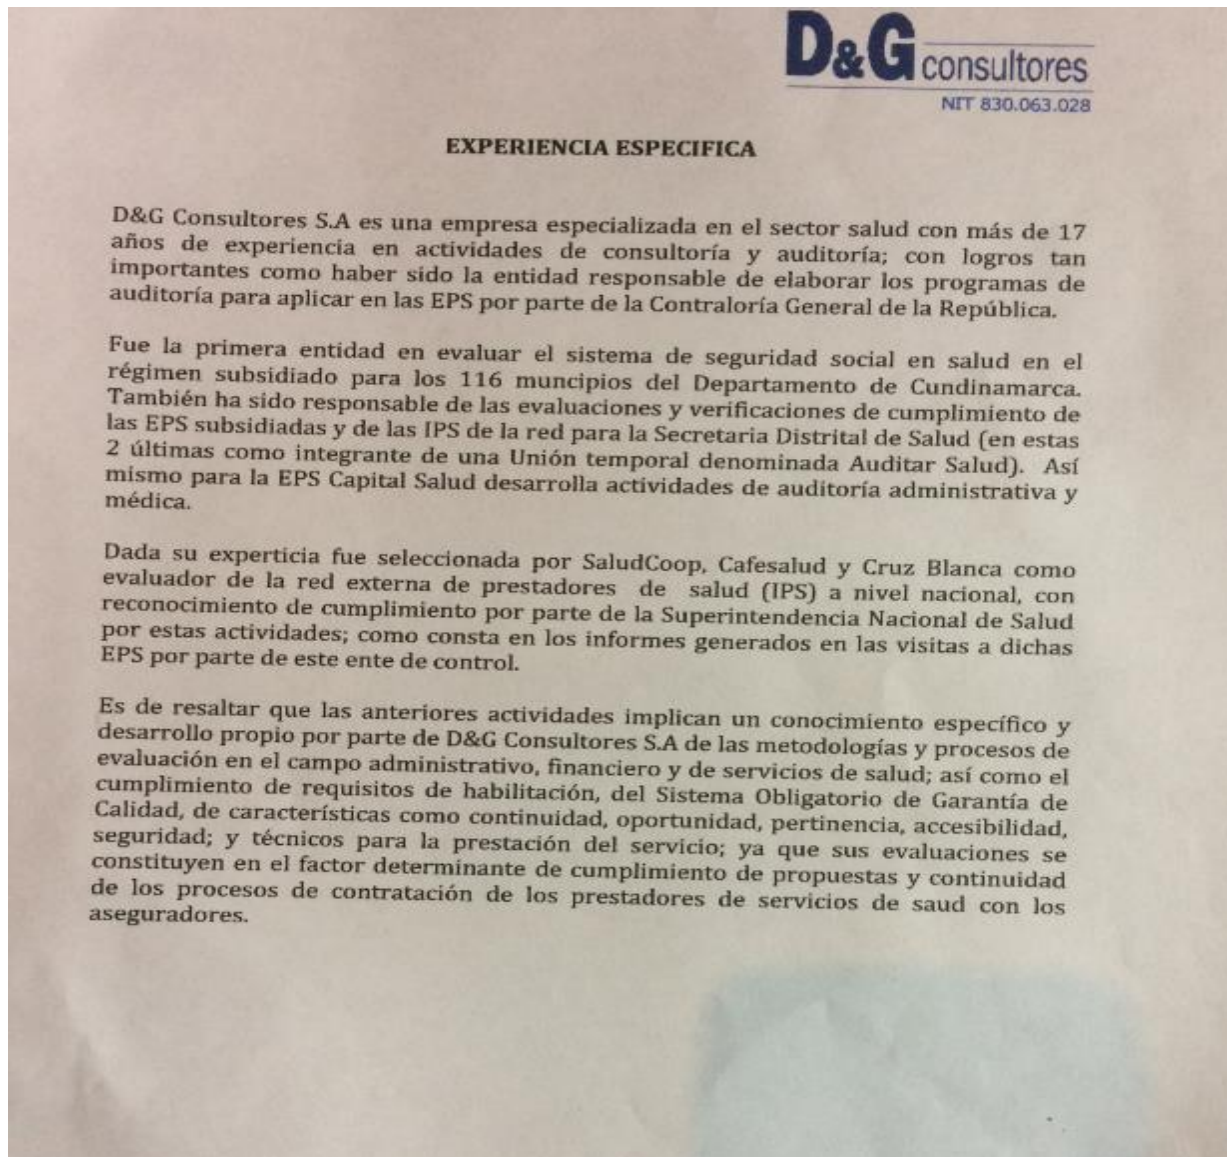 D&G consultores
NIT 830.063.028
EXPERIENCIA ESPECIFICA
D&G Consultores S.A es una empresa especializada en el sector salud con más de 17
años de experiencia en actividades de consultoría y auditoría; con logros tan
importantes como haber sido la entidad responsable de elaborar los programas de
auditoría para aplicar en las EPS por parte de la Contraloría General de la República.
Fue la primera entidad en evaluar el sistema de seguridad social en salud en el
régimen subsidiado para los 116 muncipios del Departamento de Cundinamarca.
También ha sido responsable de las evaluaciones y verificaciones de cumplimiento de
las EPS subsidiadas y de las IPS de la red para la Secretaria Distrital de Salud (en estas
2 últimas como integrante de una Unión temporal denominada Auditar Salud). Así
mismo para la EPS Capital Salud desarrolla actividades de auditoría administrativa y
médica.
Dada su experticia fue seleccionada por SaludCoop, Cafesalud y Cruz Blanca como
evaluador de la red externa de prestadores de salud (IPS) a nivel nacional, con
reconocimiento de cumplimiento por parte de la Superintendencia Nacional de Salud
por estas actividades; como consta en los informes generados en las visitas a dichas
EPS por parte de este ente de control.
Es de resaltar que las anteriores actividades implican un conocimiento específico y
desarrollo propio por parte de D&G Consultores S.A de las metodologías y procesos de
evaluación en el campo administrativo, financiero y de servicios de salud; así como el
cumplimiento de requisitos de habilitación, del Sistema Obligatorio de Garantía de
Calidad, de características como continuidad, oportunidad, pertinencia, accesibilidad,
seguridad; y técnicos para la prestación del servicio; ya que sus evaluaciones se
constituyen en el factor determinante de cumplimiento de propuestas y continuidad
de los procesos de contratación de los prestadores de servicios de saud con los
aseguradores.